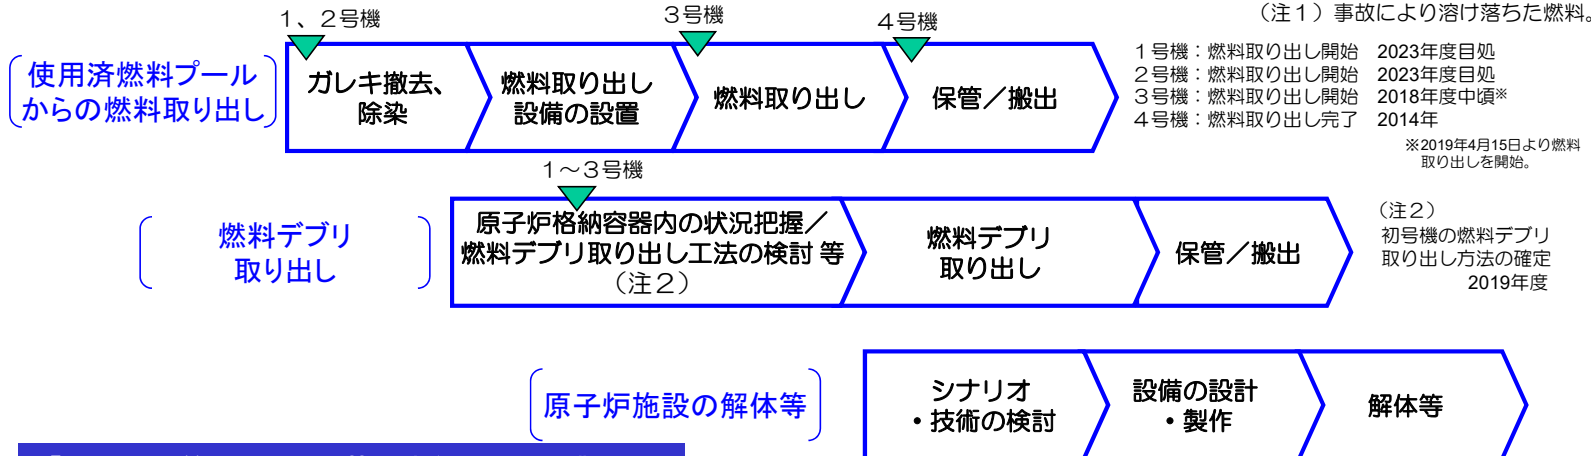 （注１）事故により溶け落ちた燃料。
１、２号機
３号機
４号機
使用済燃料プール
からの燃料取り出し
ガレキ撤去、
除染
燃料取り出し
設備の設置
燃料取り出し
保管／搬出
１号機：燃料取り出し開始　2023年度目処
２号機：燃料取り出し開始　2023年度目処
３号機：燃料取り出し開始　2018年度中頃※
４号機：燃料取り出し完了　2014年
※2019年4月15日より燃料
取り出しを開始。
１～３号機
燃料デブリ
取り出し
原子炉格納容器内の状況把握／
燃料デブリ取り出し工法の検討 等
（注２）
燃料デブリ
取り出し
保管／搬出
（注２）
初号機の燃料デブリ
取り出し方法の確定
2019年度
原子炉施設の解体等
シナリオ
・技術の検討
設備の設計
・製作
解体等